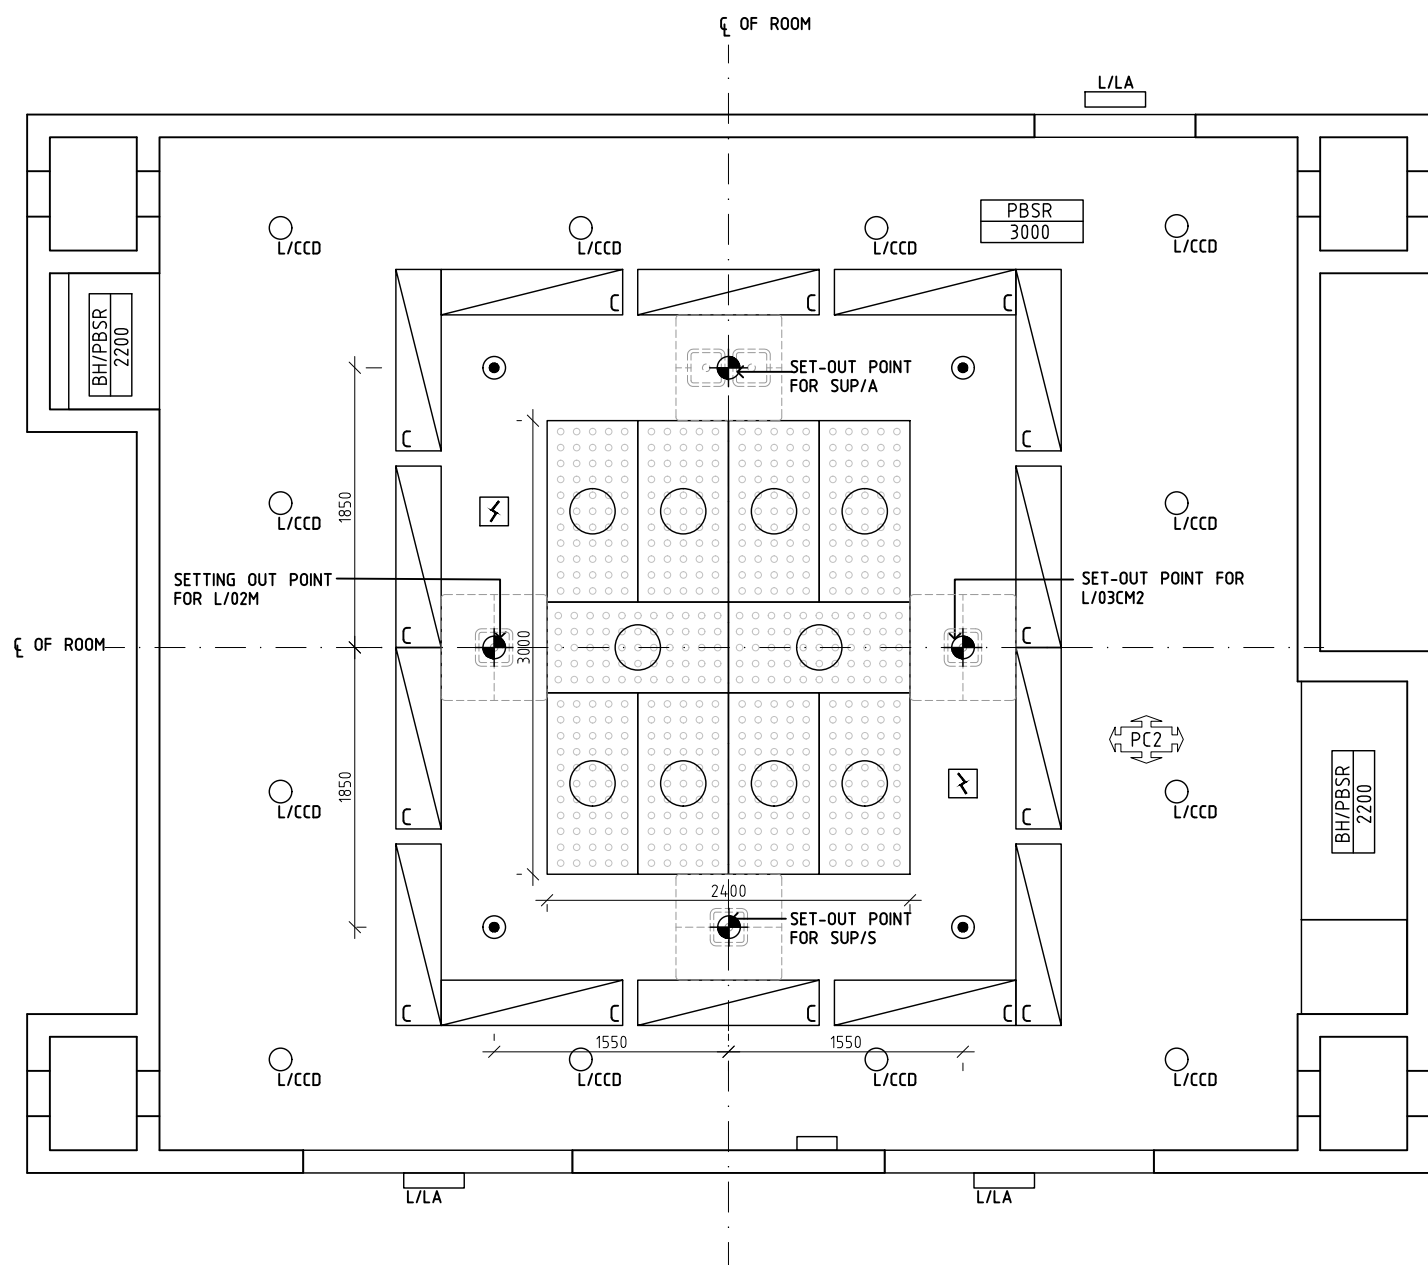 ℄ OF ROOM
L/LA
PBSR
3000
L/CCD
L/CCD
L/CCD
L/CCD
C
C
C
BH/PBSR
2200
SET-OUT POINT
FOR SUP/A
C
C
1850
L/CCD
L/CCD
SETTING OUT POINT
FOR L/02M
SET-OUT POINT FOR
L/03CM2
℄ OF ROOM
C
C
3000
PC2
1850
BH/PBSR
2200
L/CCD
L/CCD
C
C
2400
SET-OUT POINT
FOR SUP/S
C
C
C
C
C
1550
1550
L/CCD
L/CCD
L/CCD
L/CCD
L/LA
L/LA